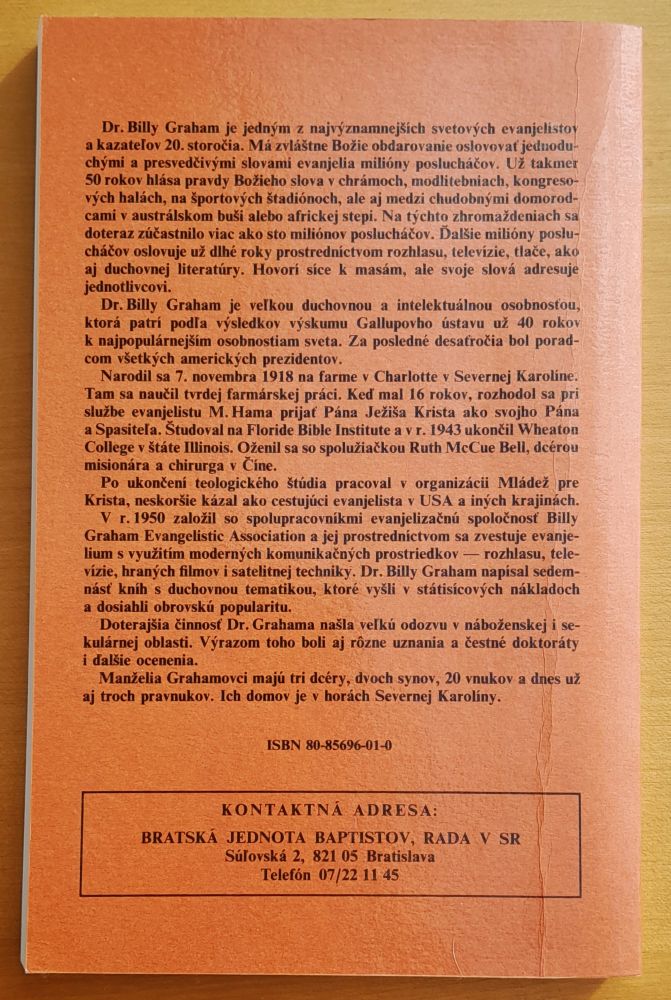 Dr. Billy Graham je jedným z najvýznamnejších svetových evanjelistov
a kazateľov 20. storočia. Má zvláštne Božie obdarovanie oslovovať jednodu-
chými a presvedčivými slovami evanjelia milióny poslucháčov. Už takmer
50 rokov hlása pravdy Božieho slova v chrámoch, modlitebniach, kongreso-
vých halách, na športových štadiónoch, ale aj medzi chudobnými domorod-
cami v austrálskom buši alebo africkej stepi. Na týchto zhromaždeniach sa
doteraz zúčastnilo viac ako sto miliónov poslucháčov. Ďalšie milióny poslu-
cháčov oslovuje už dlhé roky prostredníctvom rozhlasu, televízie, tlače, ako
aj duchovnej literatúry. Hovorí síce k masám, ale svoje slová adresuje
jednotlivcovi.
Dr. Billy Graham je veľkou duchovnou a intelektuálnou osobnosťou,
ktorá patrí podľa výsledkov výskumu Gallupovho ústavu už 40 rokov
k najpopulárnejším osobnostiam sveta. Za posledné desaťročia bol porad-
com všetkých amerických prezidentov.
Narodil sa 7. novembra 1918 na farme v Charlotte v Severnej Karolíne.
Tam sa naučil tvrdej farmárskej práci. Keď mal 16 rokov, rozhodol sa pri
službe evanjelistu M. Hama prijať Pána Ježiša Krista ako svojho Pána
a Spasiteľa. Študoval na Floride Bible Institute a v r. 1943 ukončil Wheaton
College v štáte Illinois. Oženil sa so spolužiačkou Ruth McCue Bell, dcérou
misionára a chirurga v Číne.
Po ukončení teologického štúdia pracoval v organizácii Mládež pre
Krista, neskoršie kázal ako cestujúci evanjelista v USA a iných krajinách.
V r. 1950 založil so spolupracovníkmi evanjelizačnú spoločnosť Billy
Graham Evangelistic Association a jej prostredníctvom sa zvestuje evanje-
lium s využitím moderných komunikačných prostriedkov — rozhlasu, tele-
vízie, hraných filmov i satelitnej techniky. Dr. Billy Graham napísal sedem-
násť kníh s duchovnou tematikou, ktoré vyšli v státisícových nákladoch
a dosiahli obrovskú popularitu.
Doterajšia činnosť Dr. Grahama našla veľkú odozvu v náboženskej i se-
kulárnej oblasti. Výrazom toho boli aj rôzne uznania a čestné doktoráty
i ďalšie ocenenia.
Manželia Grahamovci majú tri dcéry, dvoch synov, 20 vnukov a dnes už
aj troch pravnukov. Ich domov je v horách Severnej Karolíny.
ISBN 80-85696-01-0
KONTAKTNÁ ADRESA:
BRATSKÁ JEDNOTA BAPTISTOV, RADA V SR
Súľovská 2, 821 05 Bratislava
Telefón 07/22 11 45